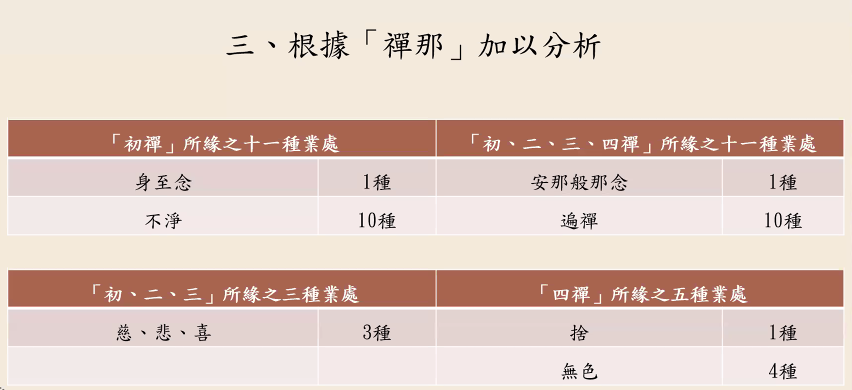 三、根據「禪那」加以分析
「初禪」所緣之十一種業處 「初、二、三、四禪」所緣之十一種業處
身至念 1種 安那般那念 1種
不淨 10種 遍禪 10種
「初、二、三」所緣之三種業處 「四禪」所緣之五種業處
慈、悲、喜 3種 捨 1種
無色 4種